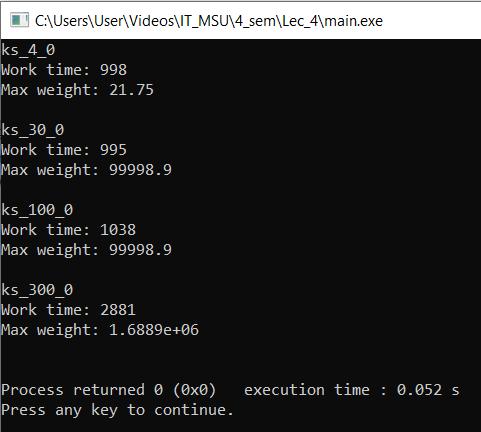 C:\Users\User\Videos\IT_MSU\4_sem\Lec_4\main.exe
ks_4_0
Work time: 998
Max weight: 21.75
ks_30_0
Work time: 995
Max weight: 99998.9
ks_100_0
Work time: 1038
Max weight: 99998.9
ks_300_0
Work time: 2881
Max weight: 1.6889e+06
Process returned 0 (0x0)   execution time : 0.052 s
Press any key to continue.